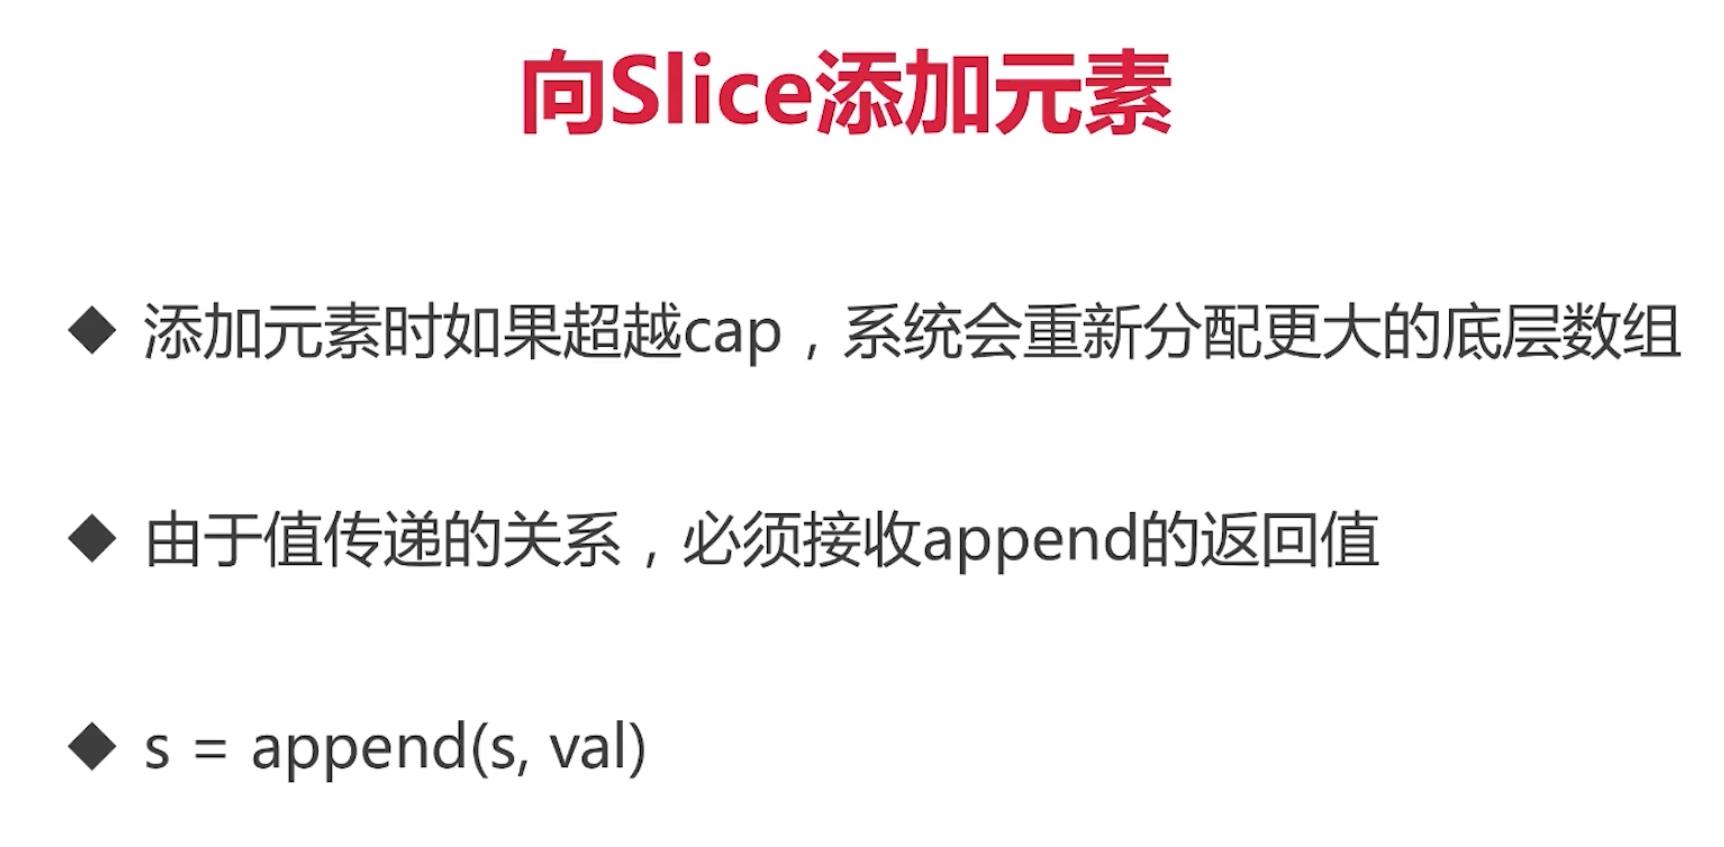 向Slice添加元素
◆ 添加元素时如果超越cap，系统会重新分配更大的底层数组
◆ 由于值传递的关系，必须接收append的返回值
◆ s = append(s, val)